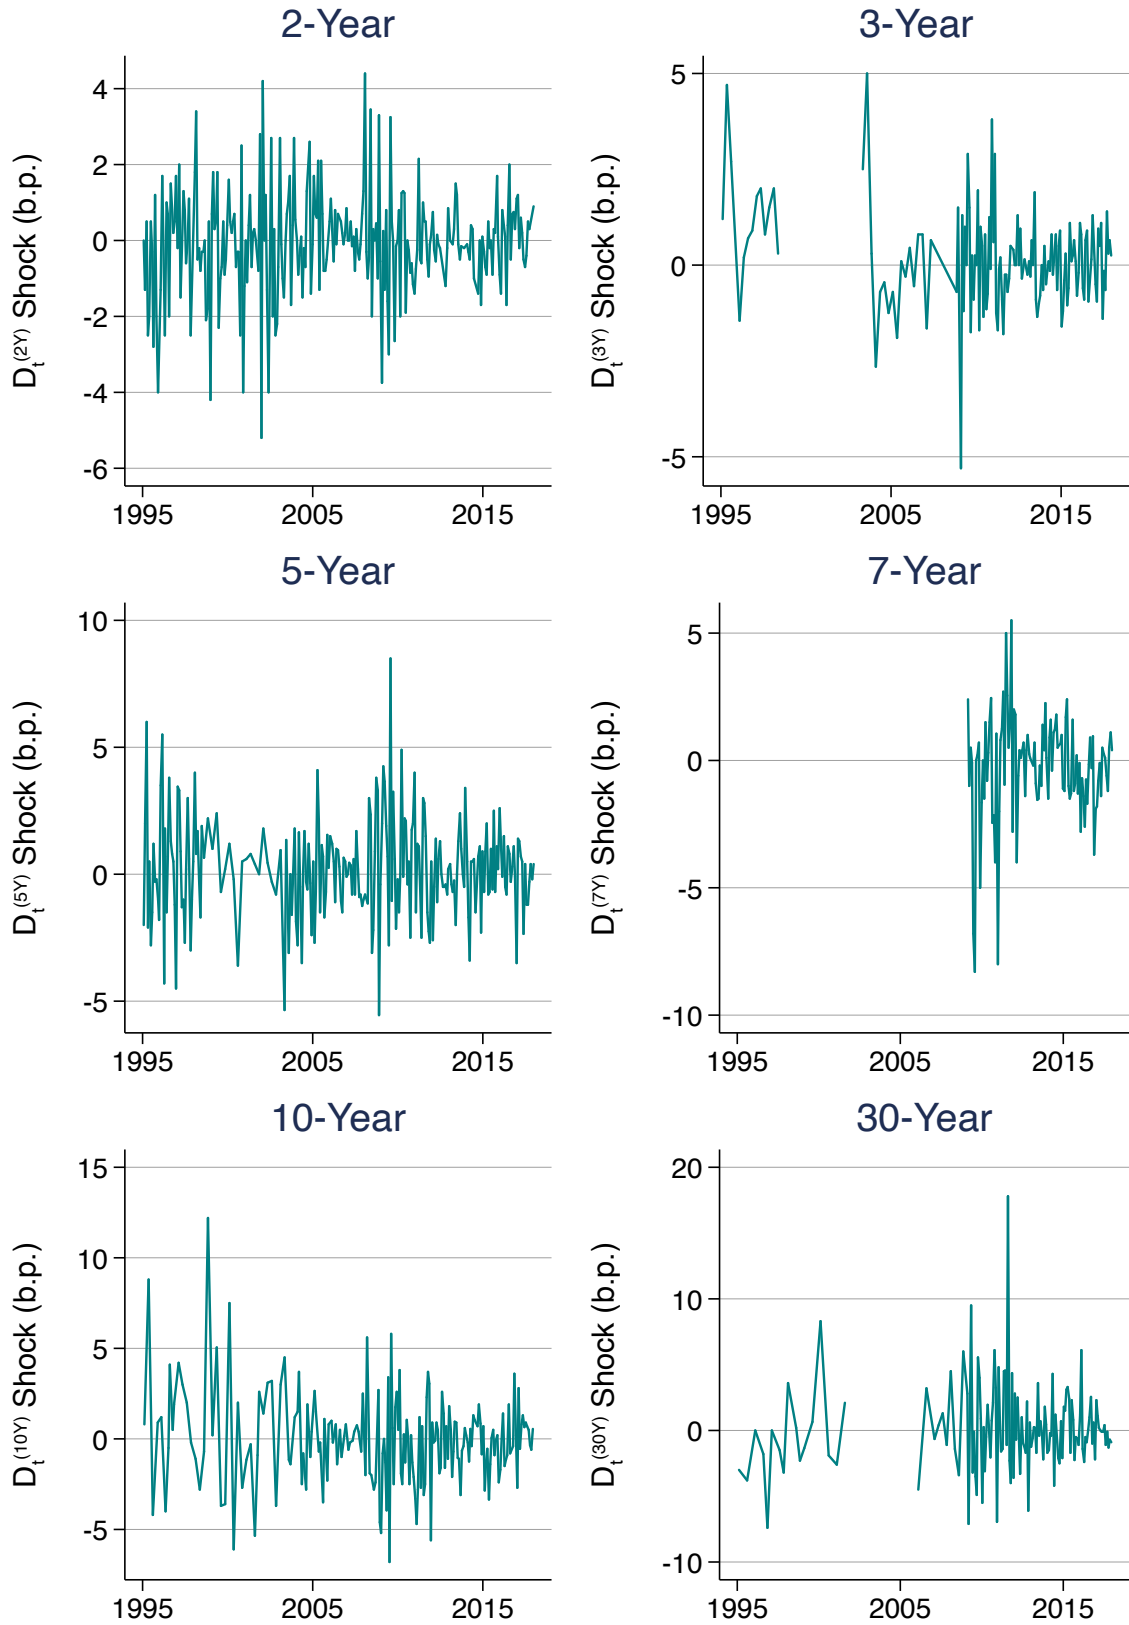 2-Year
D_t^(2Y) Shock (b.p.)
4
2
0
-2
-4
-6
1995 2005 2015
3-Year
D_t^(3Y) Shock (b.p.)
5
0
-5
1995 2005 2015
5-Year
D_t^(5Y) Shock (b.p.)
10
5
0
-5
1995 2005 2015
7-Year
D_t^(7Y) Shock (b.p.)
5
0
-5
-10
1995 2005 2015
10-Year
D_t^(10Y) Shock (b.p.)
15
10
5
0
-5
1995 2005 2015
30-Year
D_t^(30Y) Shock (b.p.)
20
10
0
-10
1995 2005 2015